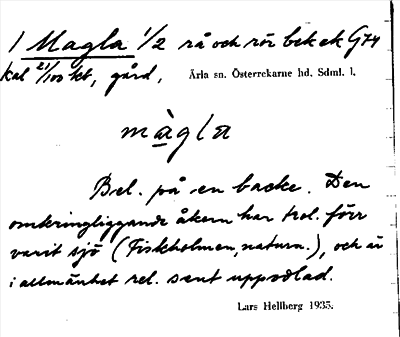 1 Magla 1/2 rå och rör bek ek G74
kal 21/105 kt, gård, Ärla sn. Österrekarne hd. Sdml. l.
màgla
Bel. på en backe. Den
omkringliggande åkern har trol. förr
varit sjö (Fiskholmen, naturn.), och är
i allmänhet rel. sent uppodlad.
Lars Hellberg 1935.